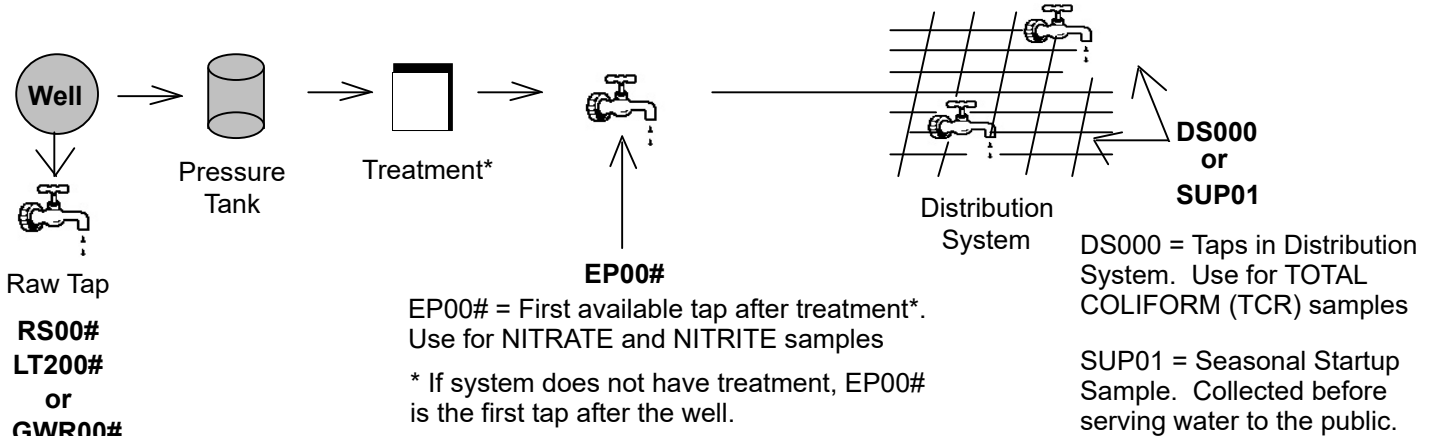 Well
Pressure
Tank
Treatment*
Raw Tap
RS00#
LT200#
or
GWR00#
EP00#
EP00# = First available tap after treatment*.
Use for NITRATE and NITRITE samples
* If system does not have treatment, EP00#
is the first tap after the well.
Distribution
System
DS000
or
SUP01
DS000 = Taps in Distribution
System. Use for TOTAL
COLIFORM (TCR) samples
SUP01 = Seasonal Startup
Sample. Collected before
serving water to the public.